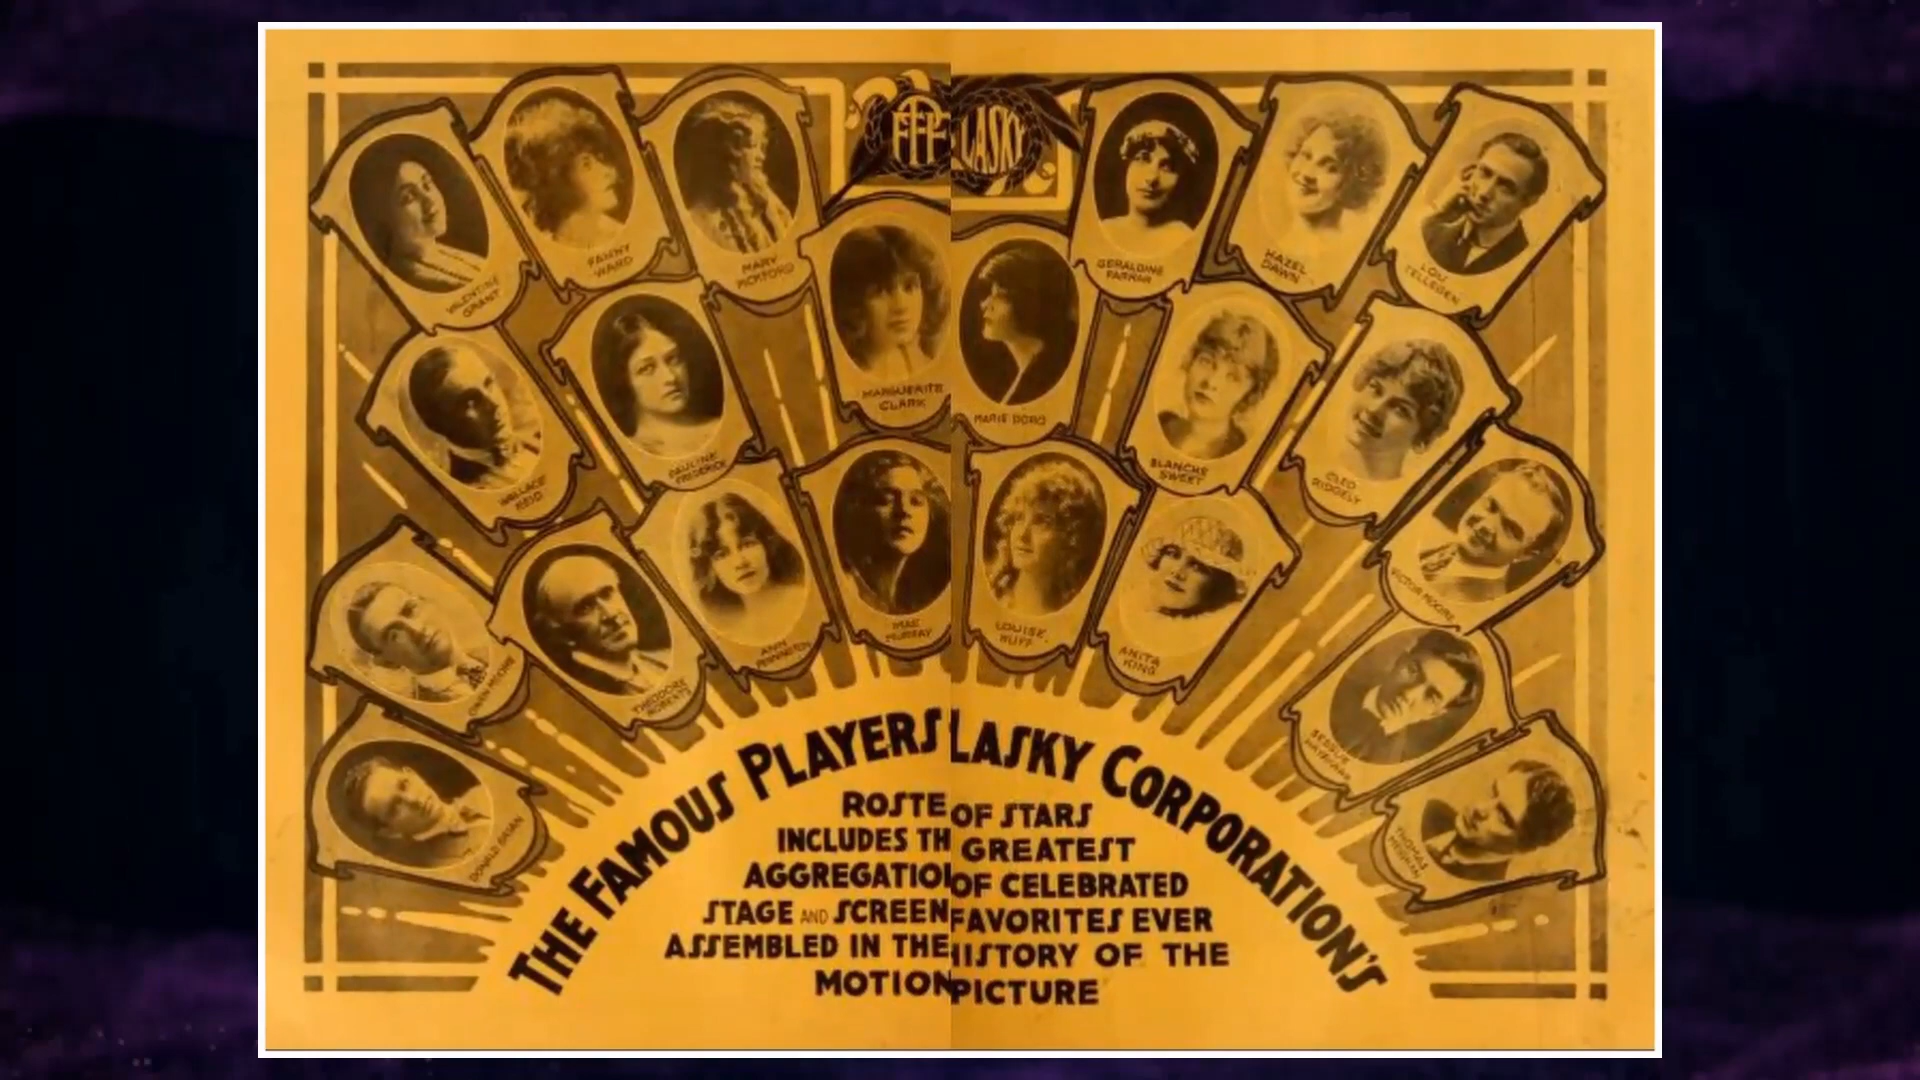 FFF
LASKY
VALENTINE
GRANT
FANNY
WARD
MARY
PICKFORD
GERALDINE
FARRAR
HAZEL
DAWN
LOU
TELLEGEN
WALLACE
REID
PAULINE
FREDERICK
MARGUERITE
CLARK
MARIE DORO
BLANCHE
SWEET
CLEO
RIDGELY
VICTOR MOORE
OWEN MOORE
THEODORE
ROBERTS
ANN
PENNINGTON
MAE
MURRAY
LOUISE
HUFF
ANITA
KING
SESSUE
HAYAKAWA
DONALD BRIAN
THOMAS
MEIGHAN
THE FAMOUS PLAYERS LASKY CORPORATION'S
ROSTE OF STARS
INCLUDES TH GREATEST
AGGREGATIO OF CELEBRATED
STAGE AND SCREEN FAVORITES EVER
ASSEMBLED IN THE HISTORY OF THE
MOTION PICTURE